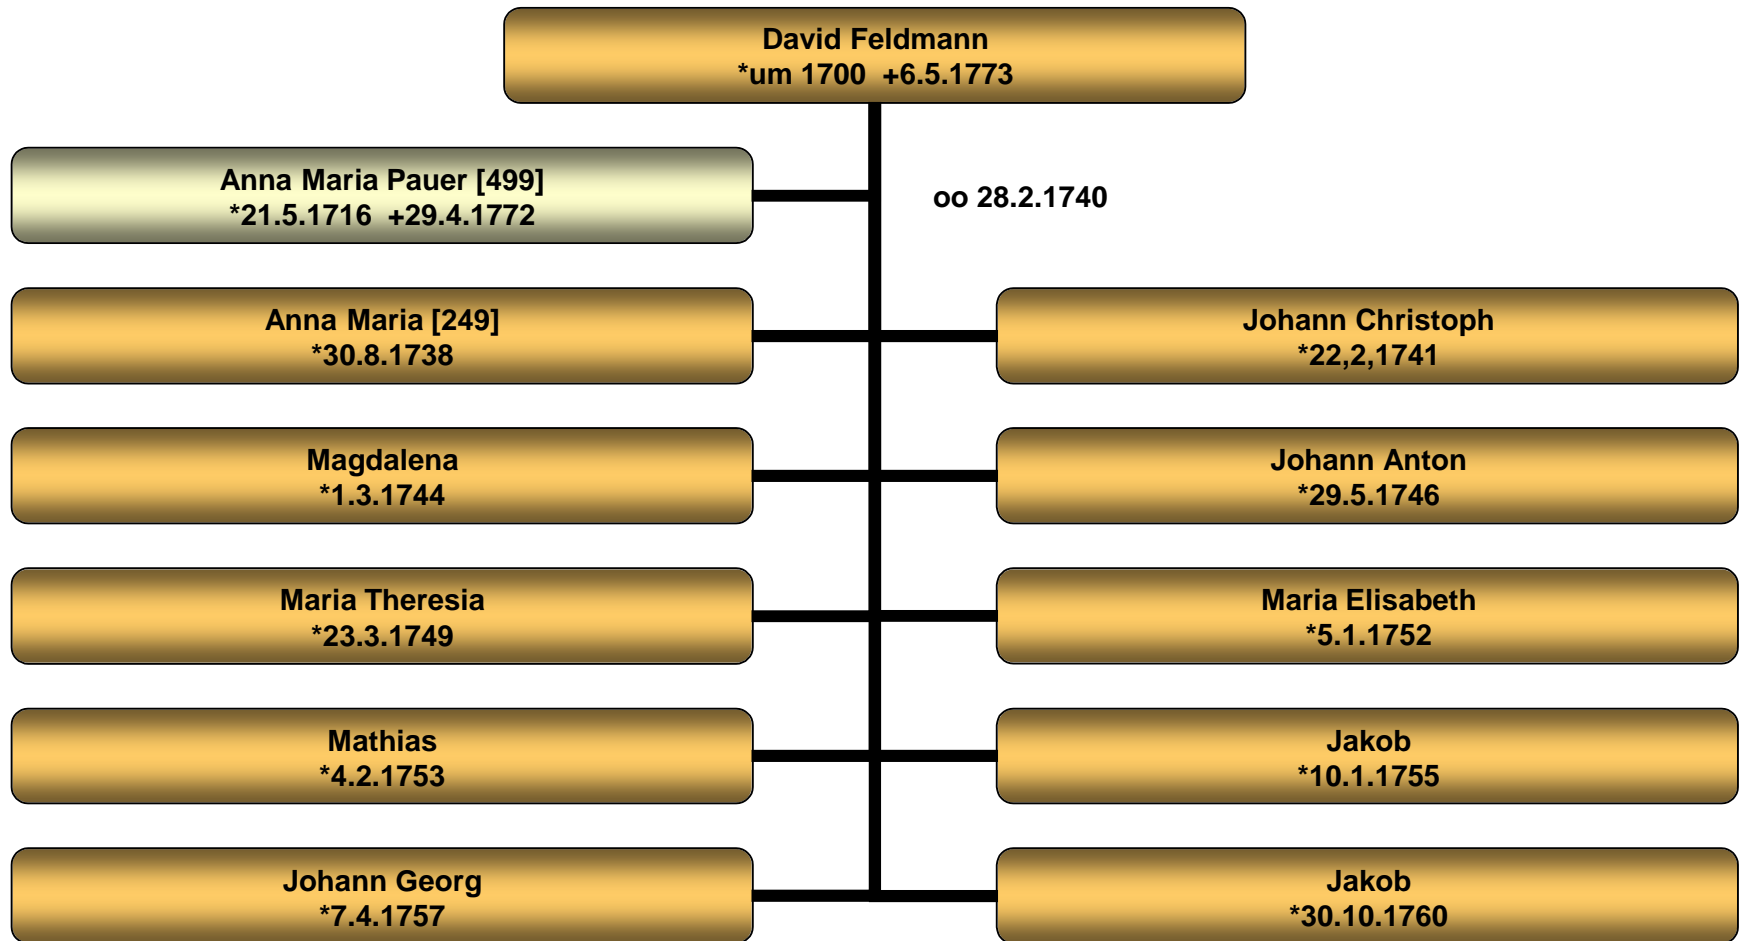 David Feldmann
*um 1700 +6.5.1773
Anna Maria Pauer [499]
*21.5.1716 +29.4.1772
oo 28.2.1740
Anna Maria [249]
*30.8.1738
Johann Christoph
*22,2,1741
Magdalena
*1.3.1744
Johann Anton
*29.5.1746
Maria Theresia
*23.3.1749
Maria Elisabeth
*5.1.1752
Mathias
*4.2.1753
Jakob
*10.1.1755
Johann Georg
*7.4.1757
Jakob
*30.10.1760